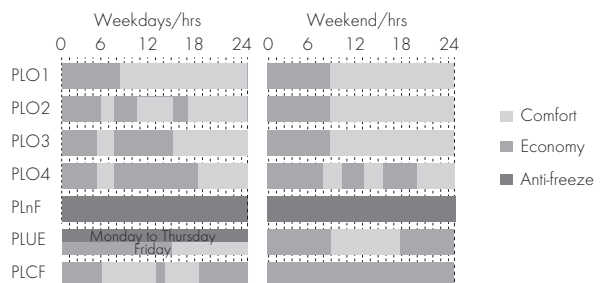 Weekdays/hrs Weekend/hrs
0 6 12 18 24 0 6 12 18 24
PLO1
PLO2
PLO3
PLO4
PLnF
PLUE Monday to Thursday
Friday
PLCF
Comfort
Economy
Anti-freeze